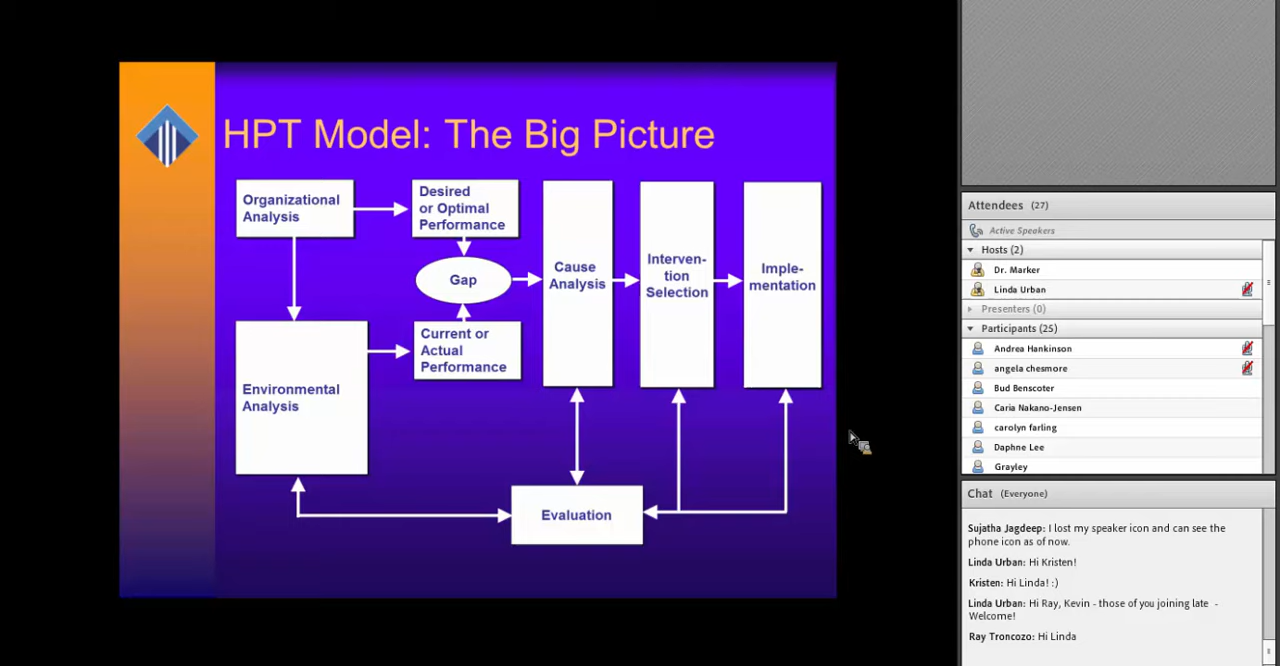 HPT Model: The Big Picture
Organizational
Analysis
Desired
or Optimal
Performance
Gap
Current or
Actual
Performance
Environmental
Analysis
Cause
Analysis
Interven-
tion
Selection
Imple-
mentation
Evaluation
Attendees (27)
Active Speakers
Hosts (2)
Dr. Marker
Linda Urban
Presenters (0)
Participants (25)
Andrea Hankinson
angela chesmore
Bud Benscoter
Caria Nakano-Jensen
carolyn farling
Daphne Lee
Grayley
Chat (Everyone)
Sujatha Jagdeep: I lost my speaker icon and can see the
phone icon as of now.
Linda Urban: Hi Kristen!
Kristen: Hi Linda! :)
Linda Urban: Hi Ray, Kevin - those of you joining late -
Welcome!
Ray Troncozo: Hi Linda